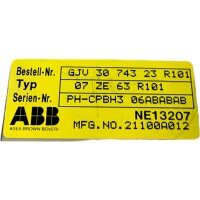 Bestell-Nr. GJV 30 743 23 R101
Typ 07 ZE 63 R101
Serien-Nr. PH-CPBH3 06ABABAB
ABB
ASEA BROWN BOVERI
NE13207
MFG.NO.21100A012